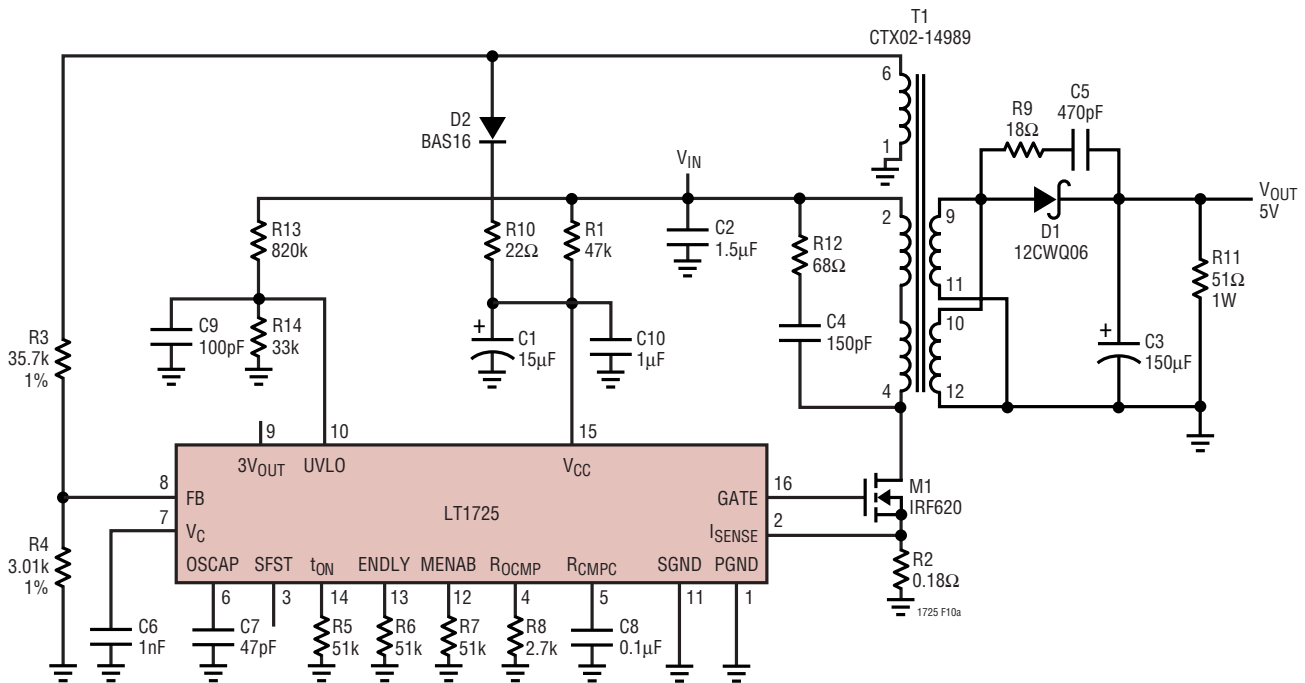 T1
CTX02-14989
6
1
D2
BAS16
C5
470pF
R9
18Ω
VIN
VOUT
5V
2
9
D1
12CWQ06
R13
820k
R10
22Ω
R1
47k
C2
1.5µF
R12
68Ω
R11
51Ω
1W
11
10
C9
100pF
R14
33k
+
C1
15µF
C10
1µF
C4
150pF
+
C3
150µF
4
12
R3
35.7k
1%
9
10
15
3VOUT
UVLO
VCC
8
FB
GATE
16
M1
IRF620
7
VC
LT1725
ISENSE
2
R4
3.01k
1%
OSCAP
SFST
tON
ENDLY
MENAB
ROCMP
RCMPC
SGND
PGND
R2
0.18Ω
1725 F10a
6
3
14
13
12
4
5
11
1
C6
1nF
C7
47pF
R5
51k
R6
51k
R7
51k
R8
2.7k
C8
0.1µF